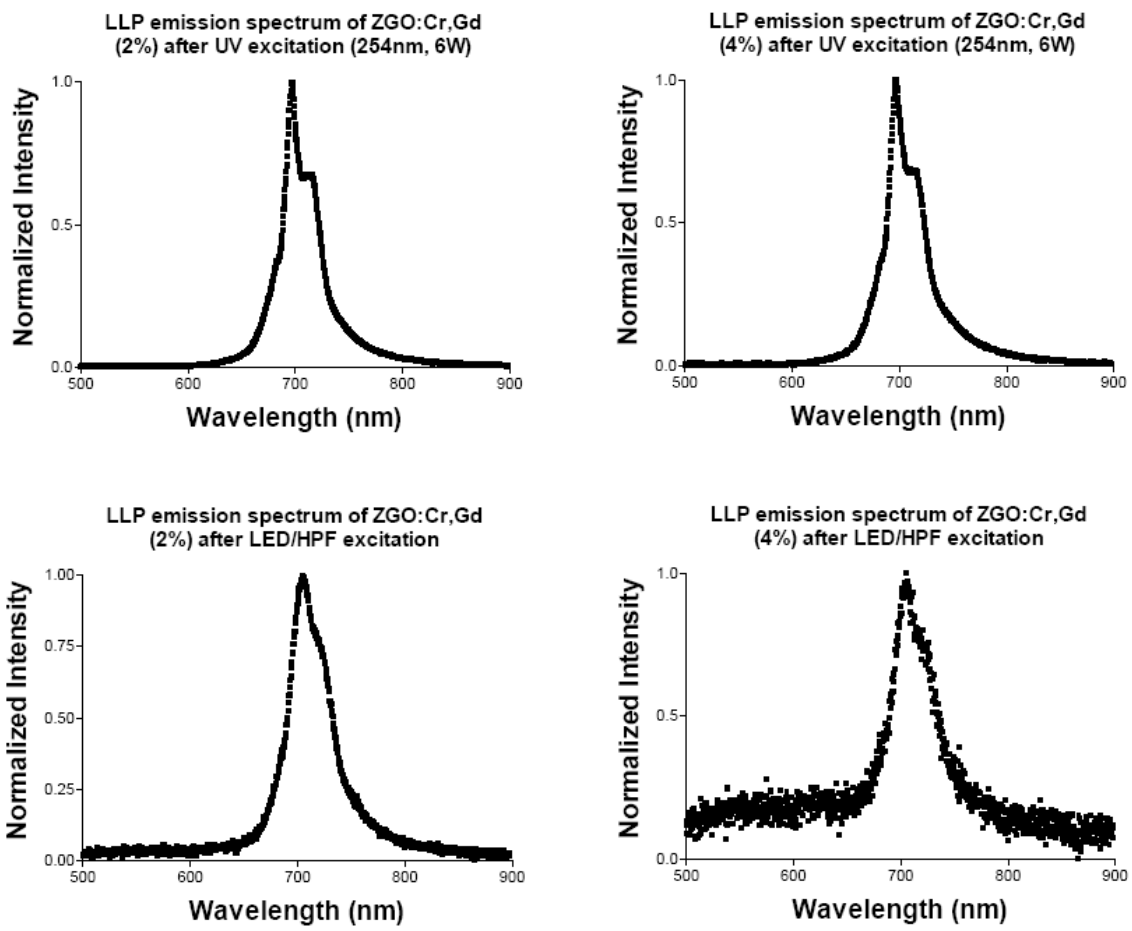 LLP emission spectrum of ZGO:Cr,Gd
(2%) after UV excitation (254nm, 6W)
Normalized Intensity
1.0
0.5
0.0
500
600
700
800
900
Wavelength (nm)
LLP emission spectrum of ZGO:Cr,Gd
(4%) after UV excitation (254nm, 6W)
Normalized Intensity
1.0
0.5
0.0
500
600
700
800
900
Wavelength (nm)
LLP emission spectrum of ZGO:Cr,Gd
(2%) after LED/HPF excitation
Normalized Intensity
1.00
0.75
0.50
0.25
0.00
500
600
700
800
900
Wavelength (nm)
LLP emission spectrum of ZGO:Cr,Gd
(4%) after LED/HPF excitation
Normalized Intensity
1.0
0.5
0.0
500
600
700
800
900
Wavelength (nm)